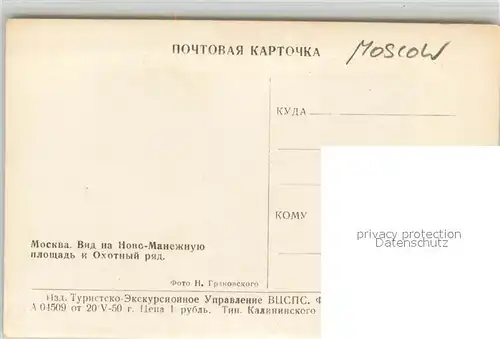 ПОЧТОВАЯ КАРТОЧКА
MOSCOW
КУДА
КОМУ
privacy protection
Datenschutz
Москва. Вид на Ново-Манежную
площадь и Охотный ряд.
Фото Н. Грановского
Изд. Туристско-Экскурсионное Управление ВЦСПС. Ф
А 04509 от 20/V-50 г. Цена 1 рубль. Тип. Калининского